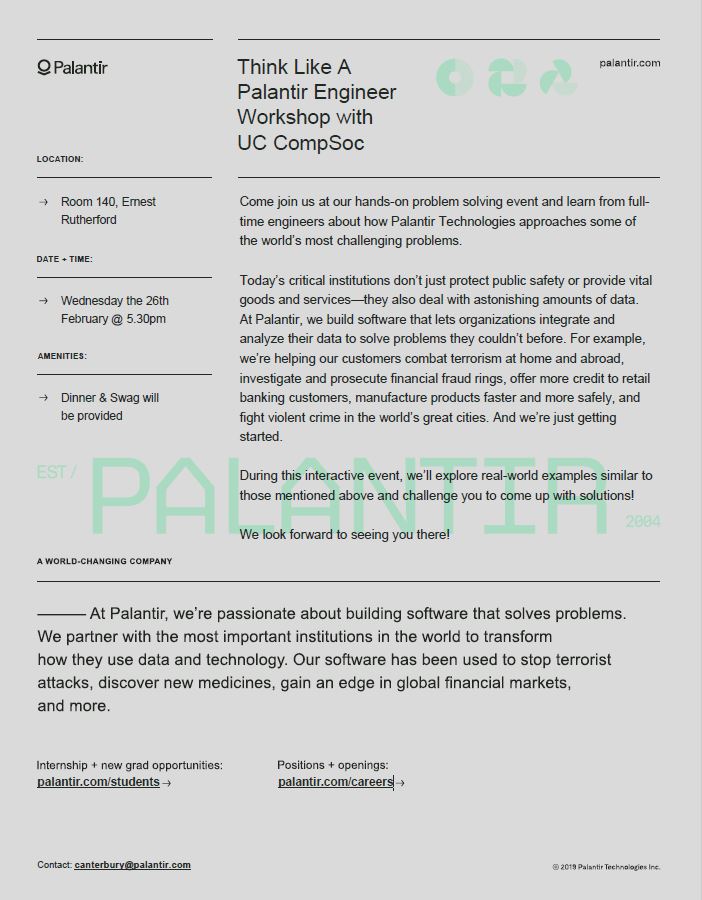 Palantir
Think Like A
Palantir Engineer
Workshop with
UC CompSoc
palantir.com
LOCATION:
→ Room 140, Ernest
Rutherford
DATE + TIME:
→ Wednesday the 26th
February @ 5.30pm
AMENITIES:
→ Dinner & Swag will
be provided
Come join us at our hands-on problem solving event and learn from full-
time engineers about how Palantir Technologies approaches some of
the world's most challenging problems.
Today's critical institutions don't just protect public safety or provide vital
goods and services—they also deal with astonishing amounts of data.
At Palantir, we build software that lets organizations integrate and
analyze their data to solve problems they couldn't before. For example,
we're helping our customers combat terrorism at home and abroad,
investigate and prosecute financial fraud rings, offer more credit to retail
banking customers, manufacture products faster and more safely, and
fight violent crime in the world's great cities. And we're just getting
started.
During this interactive event, we'll explore real-world examples similar to
those mentioned above and challenge you to come up with solutions!
We look forward to seeing you there!
EST / PALANTIR 2004
A WORLD-CHANGING COMPANY
——— At Palantir, we're passionate about building software that solves problems.
We partner with the most important institutions in the world to transform
how they use data and technology. Our software has been used to stop terrorist
attacks, discover new medicines, gain an edge in global financial markets,
and more.
Internship + new grad opportunities:
palantir.com/students→
Positions + openings:
palantir.com/careers→
Contact: canterbury@palantir.com
© 2019 Palantir Technologies Inc.